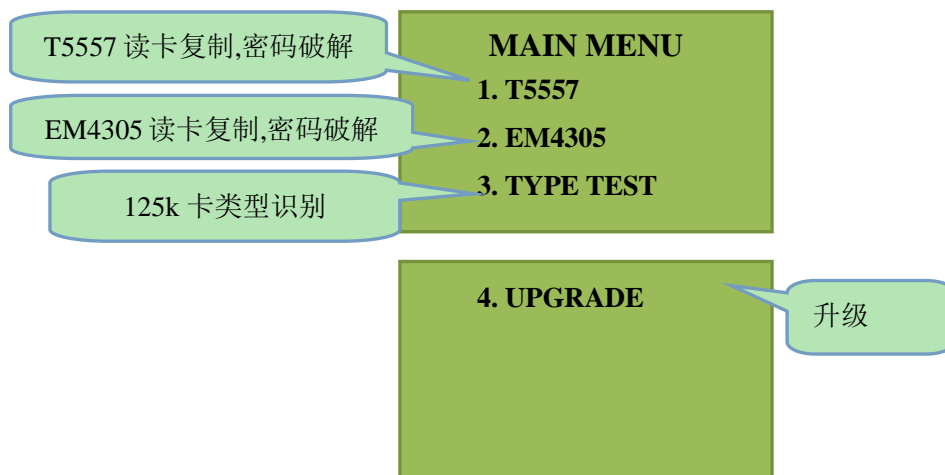 T5557 读卡复制,密码破解
MAIN MENU
1. T5557
EM4305 读卡复制,密码破解
2. EM4305
3. TYPE TEST
125k 卡类型识别
4. UPGRADE
升级